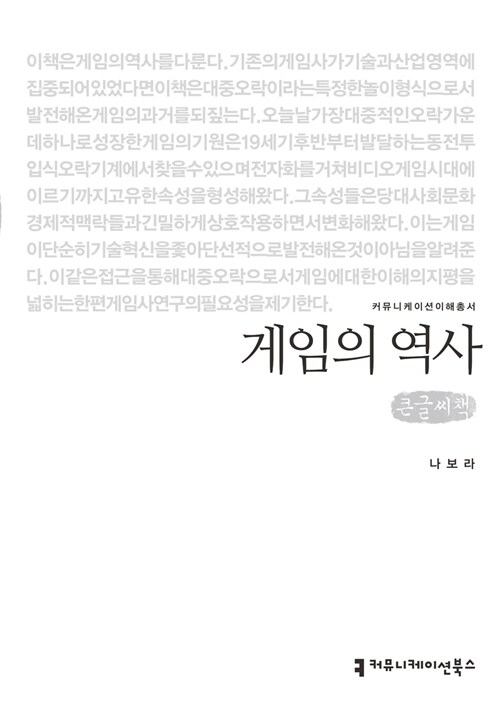 이책은게임의역사를다룬다.기존의게임사가기술과산업영역에
집중되어있었다면이책은대중오락이라는특정한놀이형식으로서
발전해온게임의과거를되짚는다.오늘날가장대중적인오락가운
데하나로성장한게임의기원은19세기후반부터발달하는동전투
입식오락기계에서찾을수있으며전자화를거쳐비디오게임시대에
이르기까지고유한속성을형성해왔다.그속성들은당대사회문화
경제적맥락들과긴밀하게상호작용하면서변화해왔다.이는게임
이단순히기술혁신을좇아단선적으로발전해온것이아님을알려준
다.이같은접근을통해대중오락으로서게임에대한이해의지평을
넓히는한편게임사연구의필요성을제기한다.
커뮤니케이션이해총서
게임의 역사
큰글씨책
나보라
커뮤니케이션북스